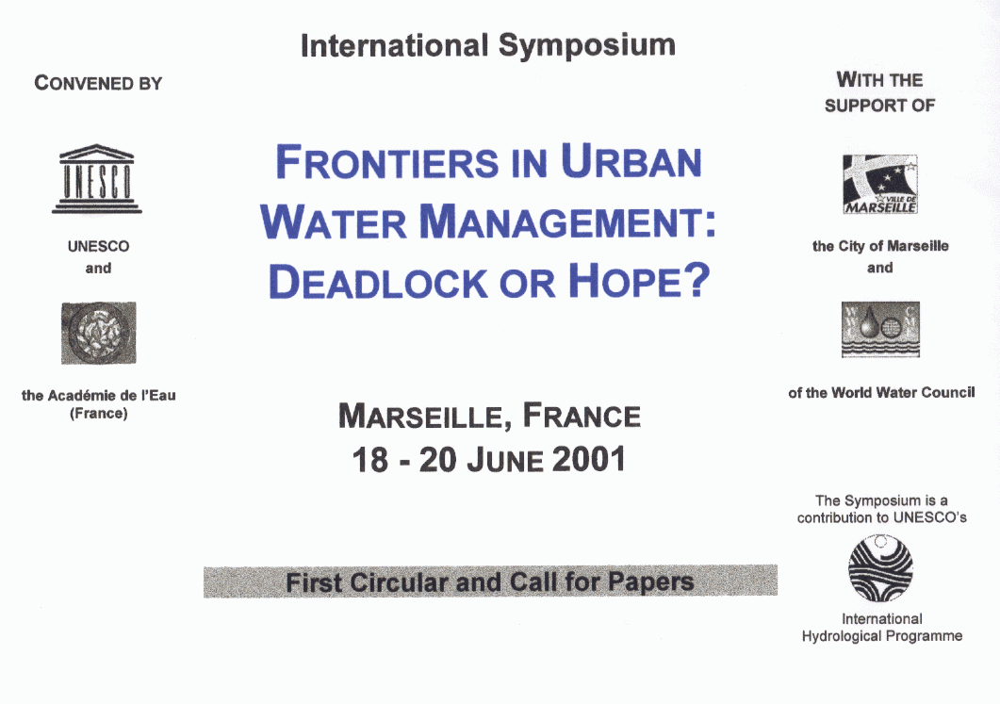 International Symposium
CONVENED BY
UNESCO
UNESCO
and
the Académie de l'Eau
(France)
FRONTIERS IN URBAN
WATER MANAGEMENT:
DEADLOCK OR HOPE?
MARSEILLE, FRANCE
18 - 20 JUNE 2001
First Circular and Call for Papers
WITH THE
SUPPORT OF
VILLE DE
MARSEILLE
the City of Marseille
and
W C
W M
C E
of the World Water Council
The Symposium is a
contribution to UNESCO's
International
Hydrological Programme